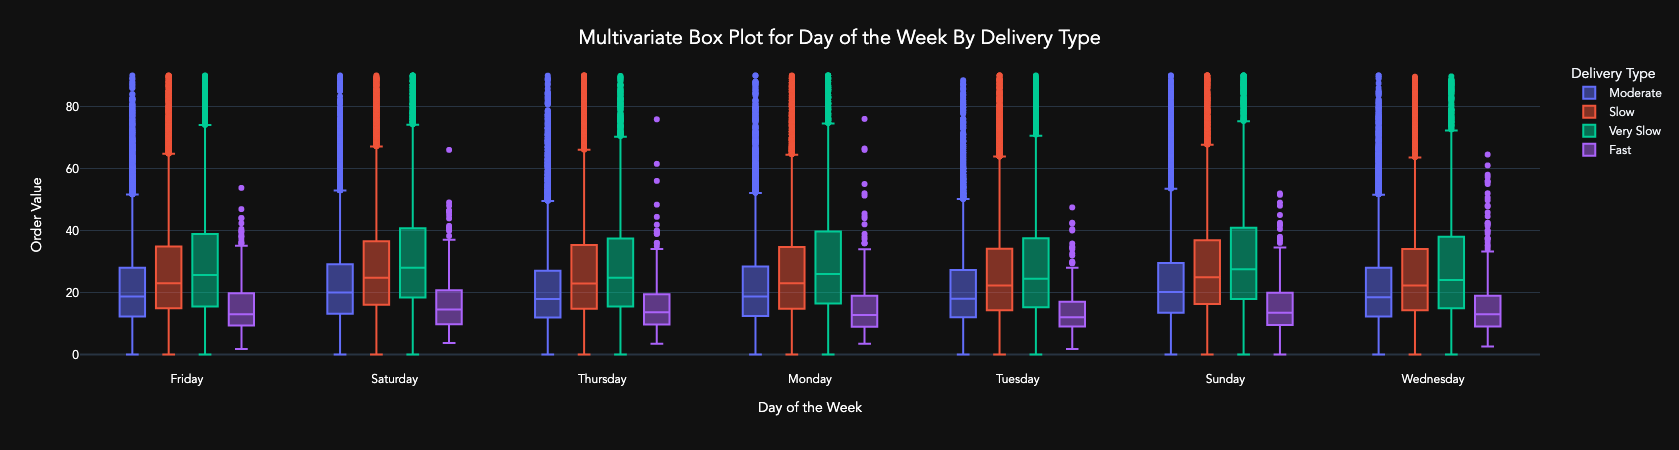 Multivariate Box Plot for Day of the Week By Delivery Type
Delivery Type
Moderate
Slow
Very Slow
Fast
Order Value
80
60
40
20
0
Friday Saturday Thursday Monday Tuesday Sunday Wednesday
Day of the Week